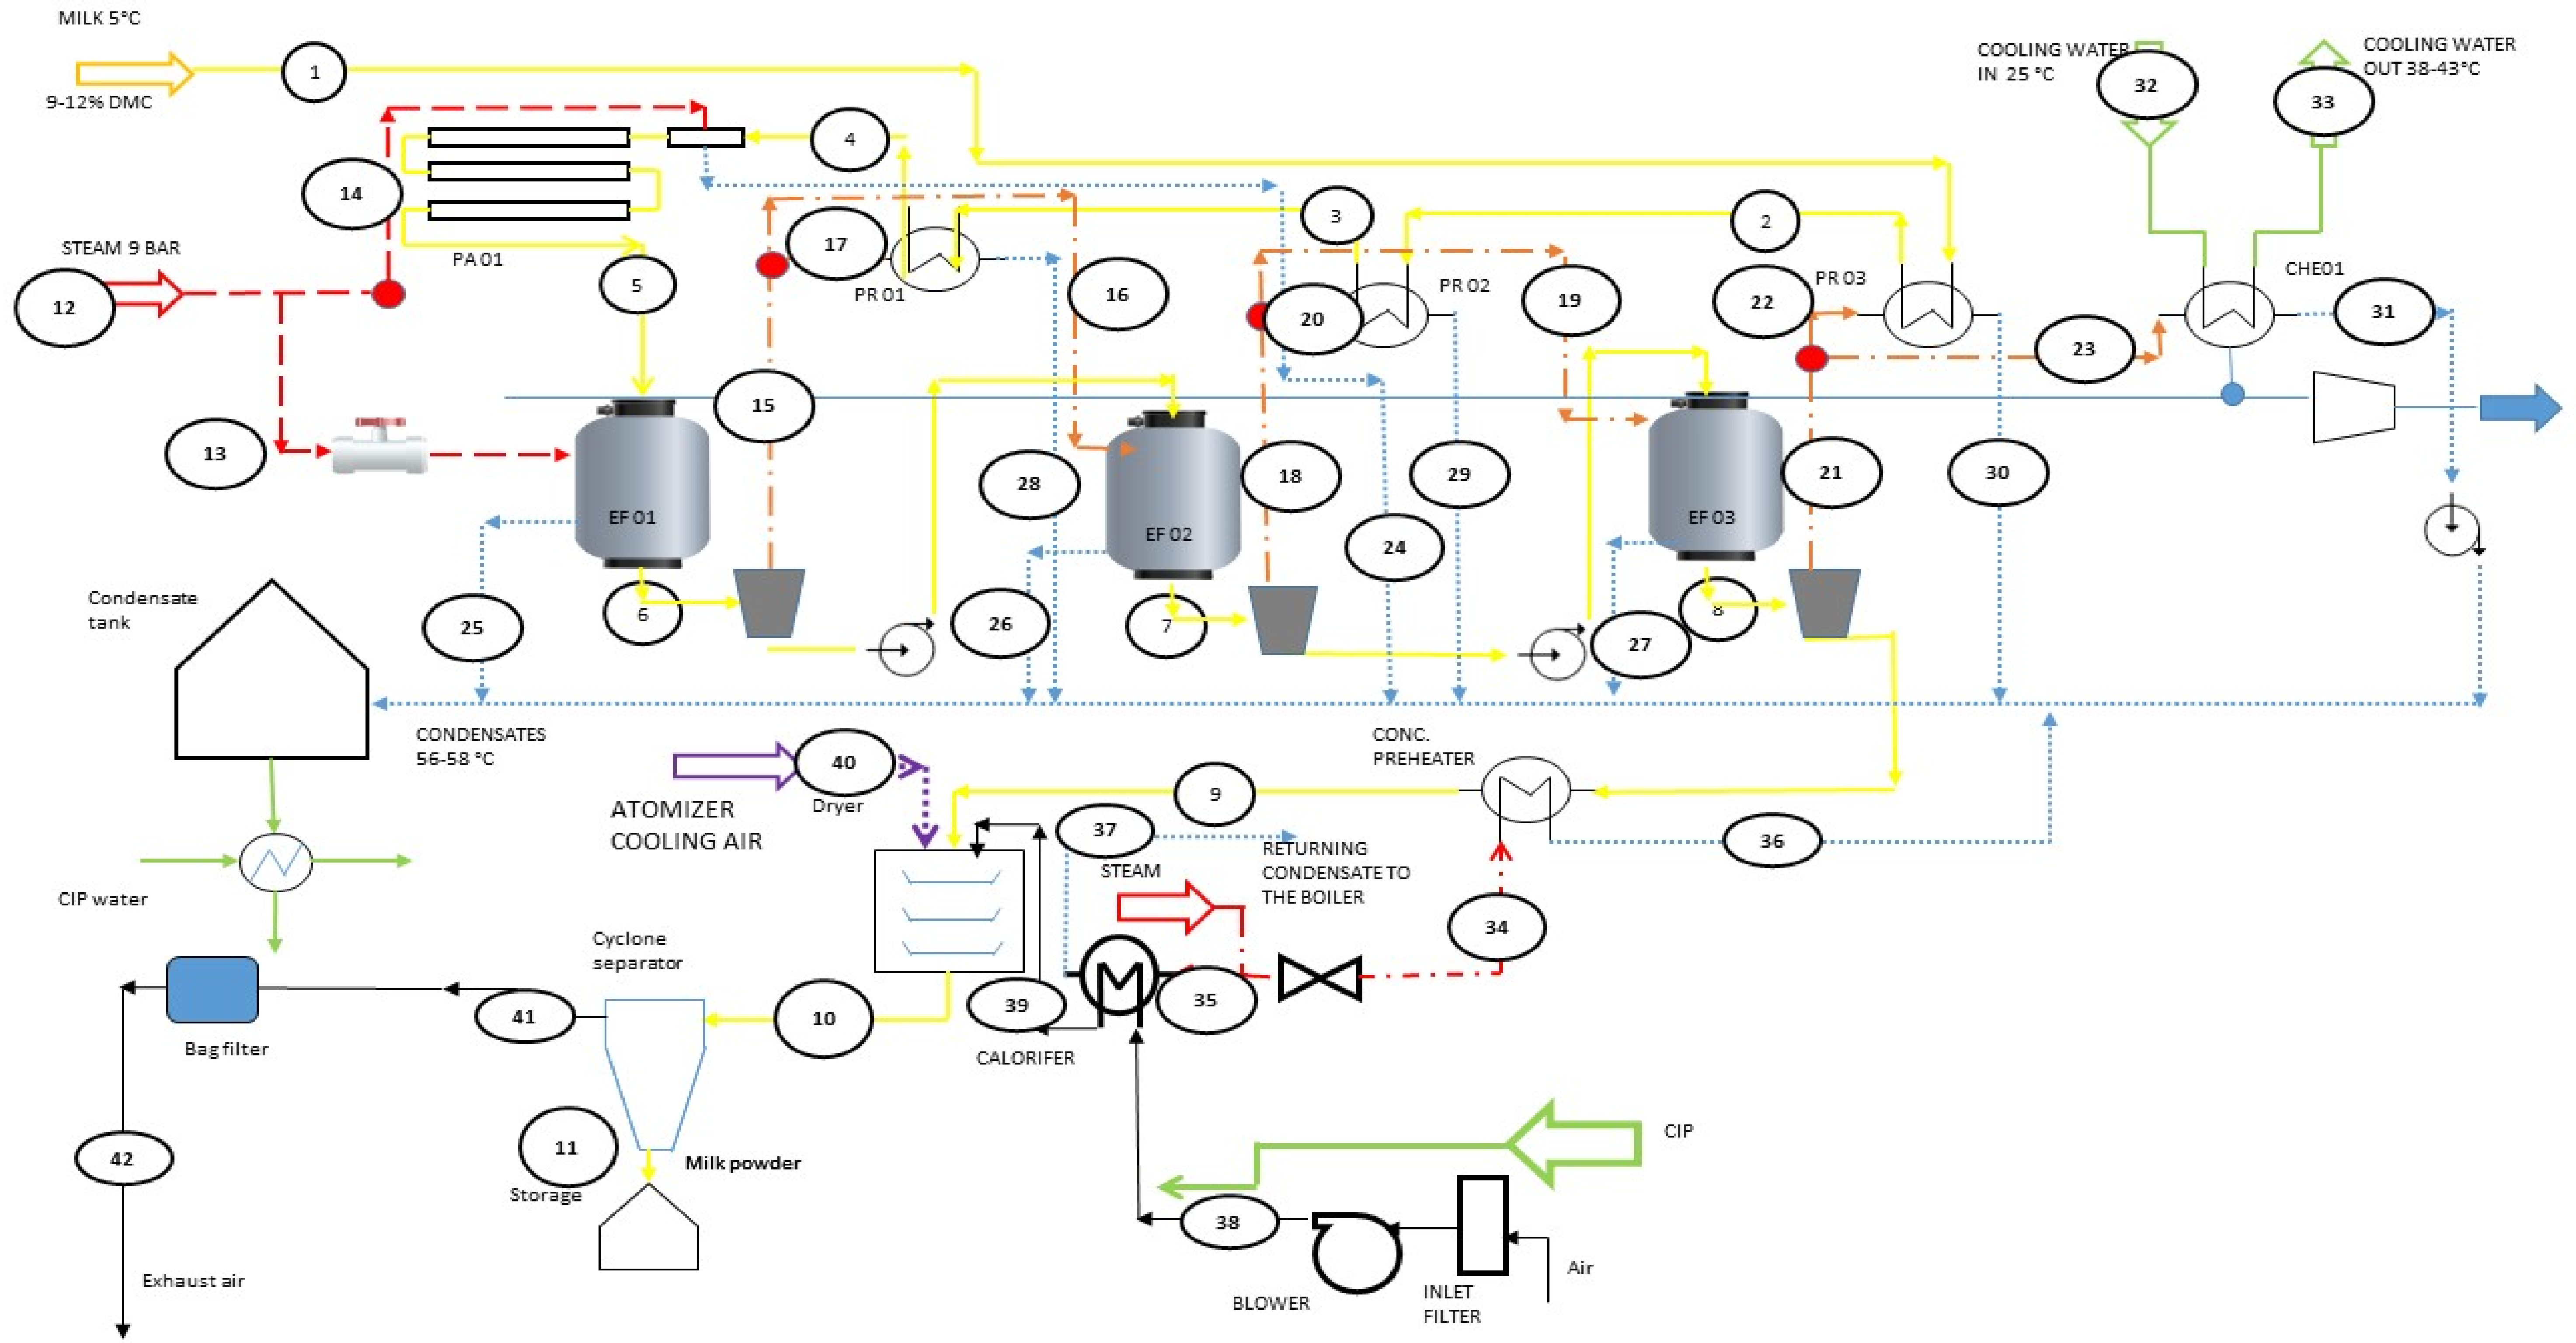 MILK 5°C
9-12% DMC
1
COOLING WATER
IN 25 °C
32
33
COOLING WATER
OUT 38-43°C
4
14
STEAM 9 BAR
12
PA 01
5
17
PR 01
16
3
20
PR 02
19
2
22
PR 03
23
CHE01
31
13
15
EF 01
28
EF 02
18
24
29
EF 03
21
30
Condensate
tank
25
6
26
7
27
8
CONDENSATES
56-58 °C
40
Dryer
ATOMIZER
COOLING AIR
9
CONC.
PREHEATER
37
STEAM
RETURNING
CONDENSATE TO
THE BOILER
36
34
CIP water
Cyclone
separator
39
35
10
41
CALORIFER
Bag filter
42
11
Milk powder
Storage
CIP
38
Exhaust air
BLOWER
INLET
FILTER
Air